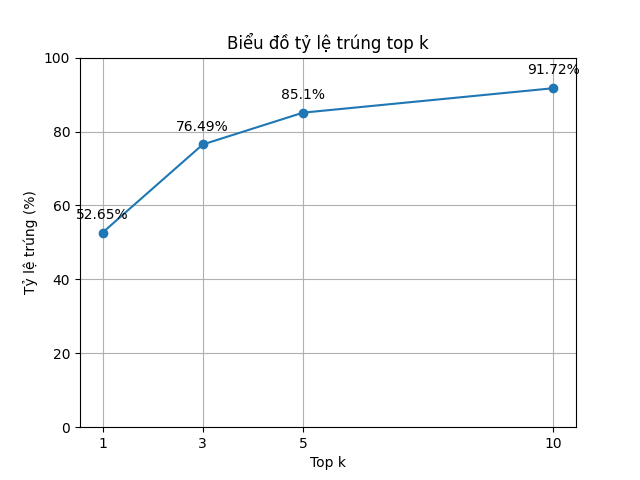 Biểu đồ tỷ lệ trúng top k
100
91.72%
85.1%
80
76.49%
60
52.65%
40
20
0
Tỷ lệ trúng (%)
1 3 5 10
Top k